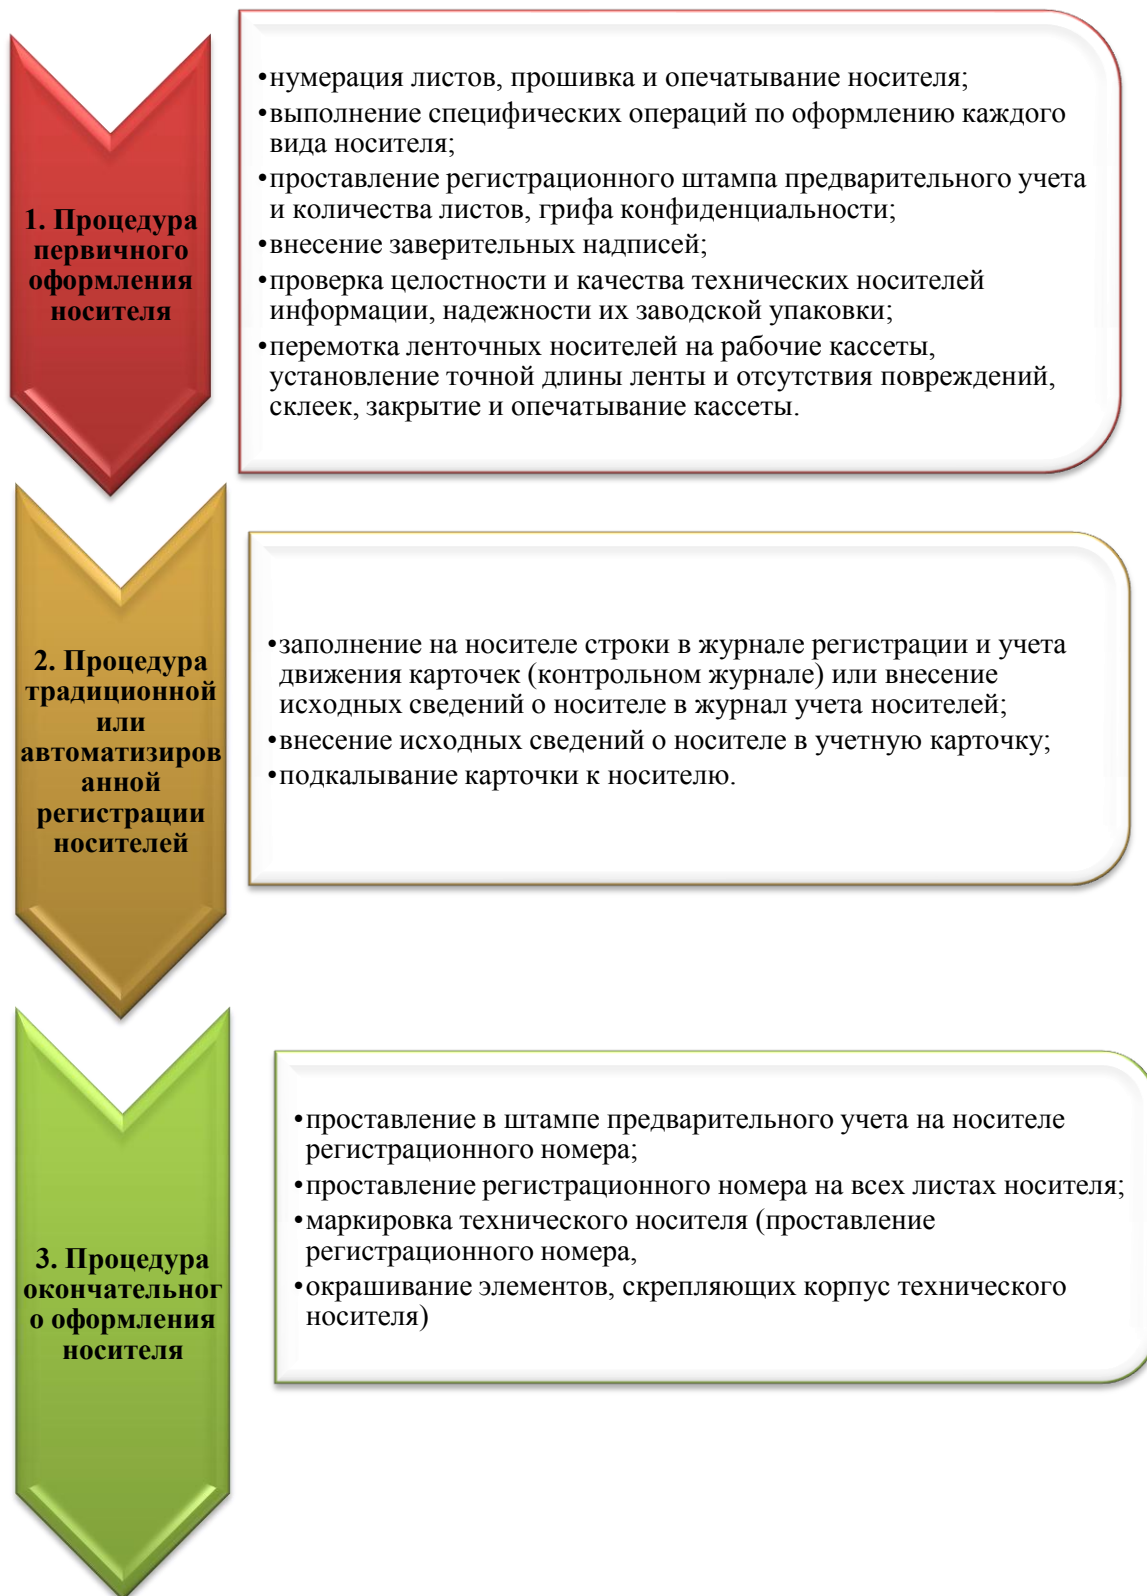 1. Процедура
первичного
оформления
носителя
•нумерация листов, прошивка и опечатывание носителя;
•выполнение специфических операций по оформлению каждого
вида носителя;
•проставление регистрационного штампа предварительного учета
и количества листов, грифа конфиденциальности;
•внесение заверительных надписей;
•проверка целостности и качества технических носителей
информации, надежности их заводской упаковки;
•перемотка ленточных носителей на рабочие кассеты,
установление точной длины ленты и отсутствия повреждений,
склеек, закрытие и опечатывание кассеты.
2. Процедура
традиционной
или
автоматизиров
анной
регистрации
носителей
•заполнение на носителе строки в журнале регистрации и учета
движения карточек (контрольном журнале) или внесение
исходных сведений о носителе в журнал учета носителей;
•внесение исходных сведений о носителе в учетную карточку;
•подкалывание карточки к носителю.
3. Процедура
окончательног
о оформления
носителя
•проставление в штампе предварительного учета на носителе
регистрационного номера;
•проставление регистрационного номера на всех листах носителя;
•маркировка технического носителя (проставление
регистрационного номера,
•окрашивание элементов, скрепляющих корпус технического
носителя)